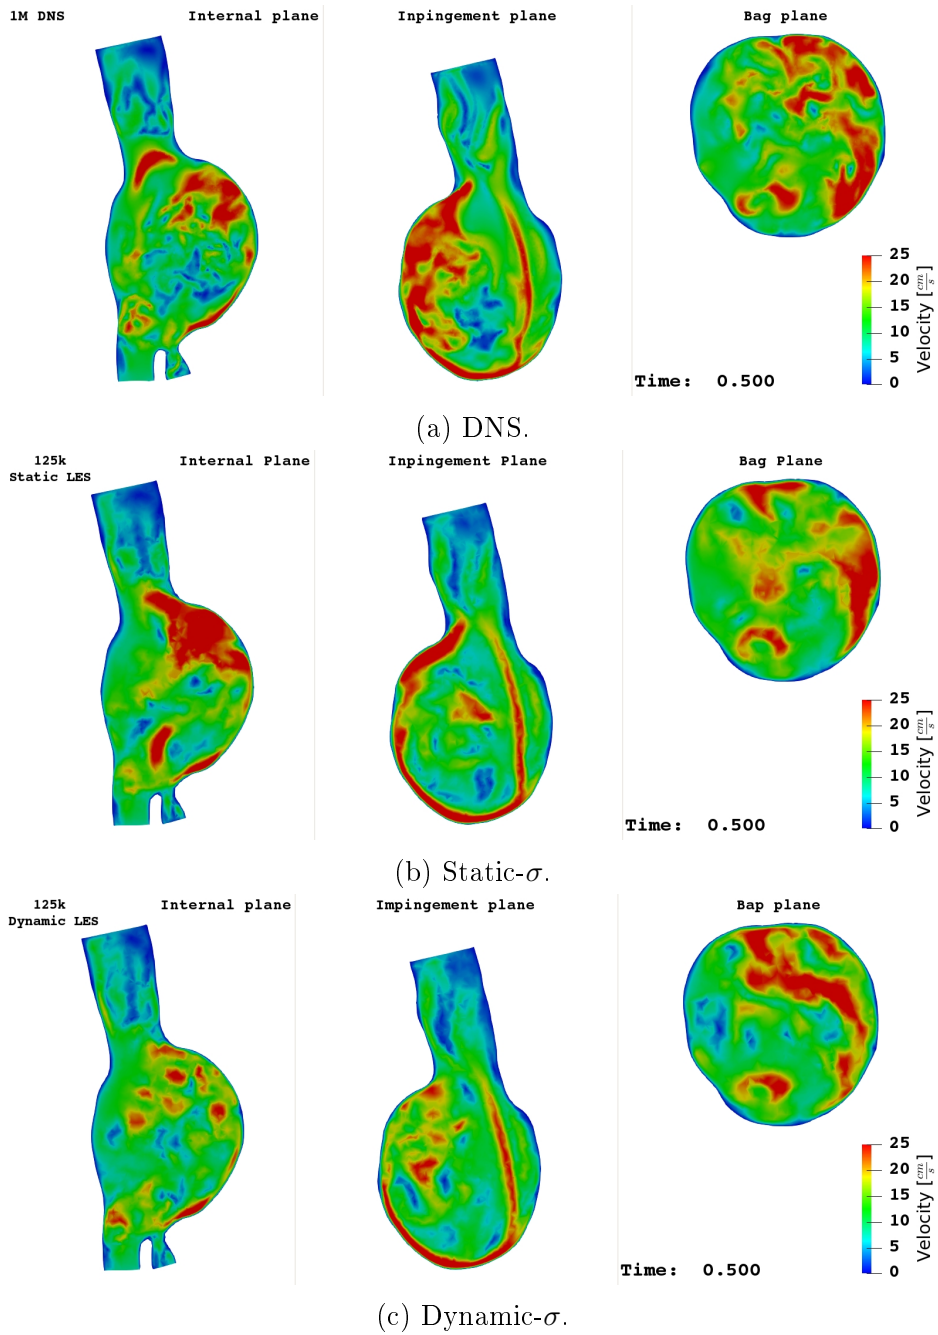 1M DNS
Internal plane
Inpingement plane
Bag plane
25
20
15
10
5
0
Velocity [cm/s]
Time: 0.500
(a) DNS.
125k
Static LES
Internal Plane
Inpingement Plane
Bag Plane
25
20
15
10
5
0
Velocity [cm/s]
Time: 0.500
(b) Static-σ.
125k
Dynamic LES
Internal plane
Impingement plane
Bap plane
25
20
15
10
5
0
Velocity [cm/s]
Time: 0.500
(c) Dynamic-σ.